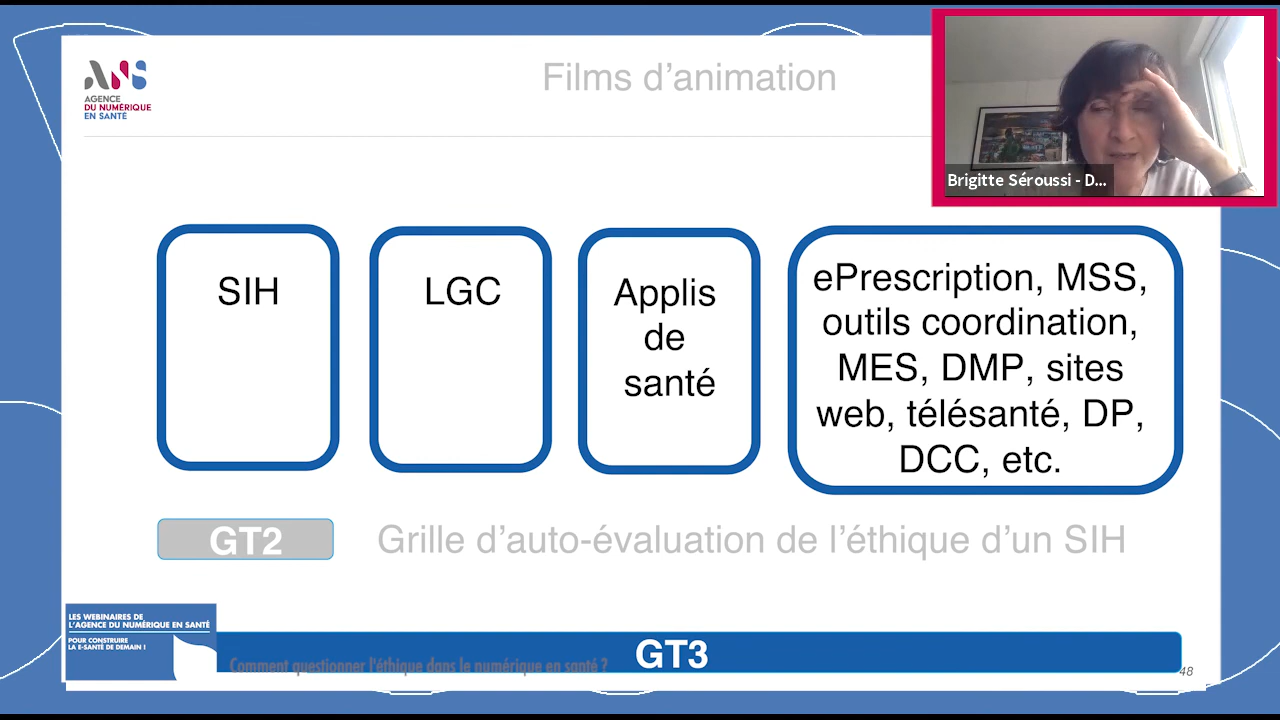 ANS
AGENCE
DU NUMÉRIQUE
EN SANTÉ
Films d’animation
Brigitte Séroussi - D...
SIH
LGC
Applis
de
santé
ePrescription, MSS,
outils coordination,
MES, DMP, sites
web, télésanté, DP,
DCC, etc.
GT2
Grille d’auto-évaluation de l’éthique d’un SIH
LES WEBINAIRES DE
L'AGENCE DU NUMÉRIQUE EN SANTÉ
POUR CONSTRUIRE
LA E-SANTÉ DE DEMAIN !
GT3
Comment questionner l'éthique dans le numérique en santé ?
48